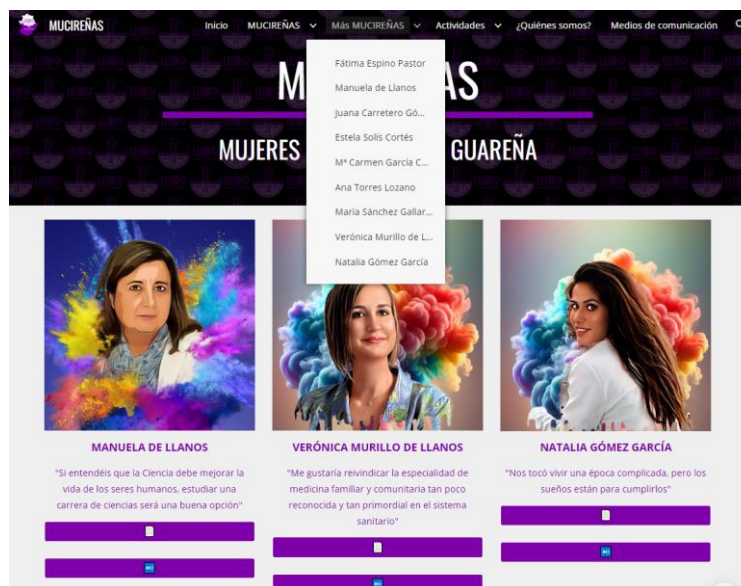 MUCIREÑAS
Inicio
MUCIREÑAS
Más MUCIREÑAS
Actividades
¿Quiénes somos?
Medios de comunicación
Fátima Espino Pastor
Manuela de Llanos
Juana Carretero Gó...
Estela Solís Cortés
Mª Carmen García C...
Ana Torres Lozano
María Sánchez Gallar...
Verónica Murillo de L...
Natalia Gómez García
M AS
MUJERES GUAREÑA
MANUELA DE LLANOS
"Si entendéis que la Ciencia debe mejorar la
vida de los seres humanos, estudiar una
carrera de ciencias será una buena opción"
VERÓNICA MURILLO DE LLANOS
"Me gustaría reivindicar la especialidad de
medicina familiar y comunitaria tan poco
reconocida y tan primordial en el sistema
sanitario"
NATALIA GÓMEZ GARCÍA
"Nos tocó vivir una época complicada, pero los
sueños están para cumplirlos"